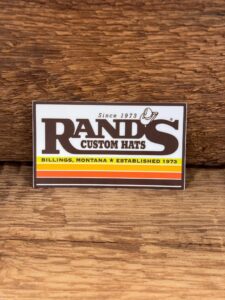 Since 1973
RAND'S
CUSTOM HATS
BILLINGS, MONTANA ★ ESTABLISHED 1973